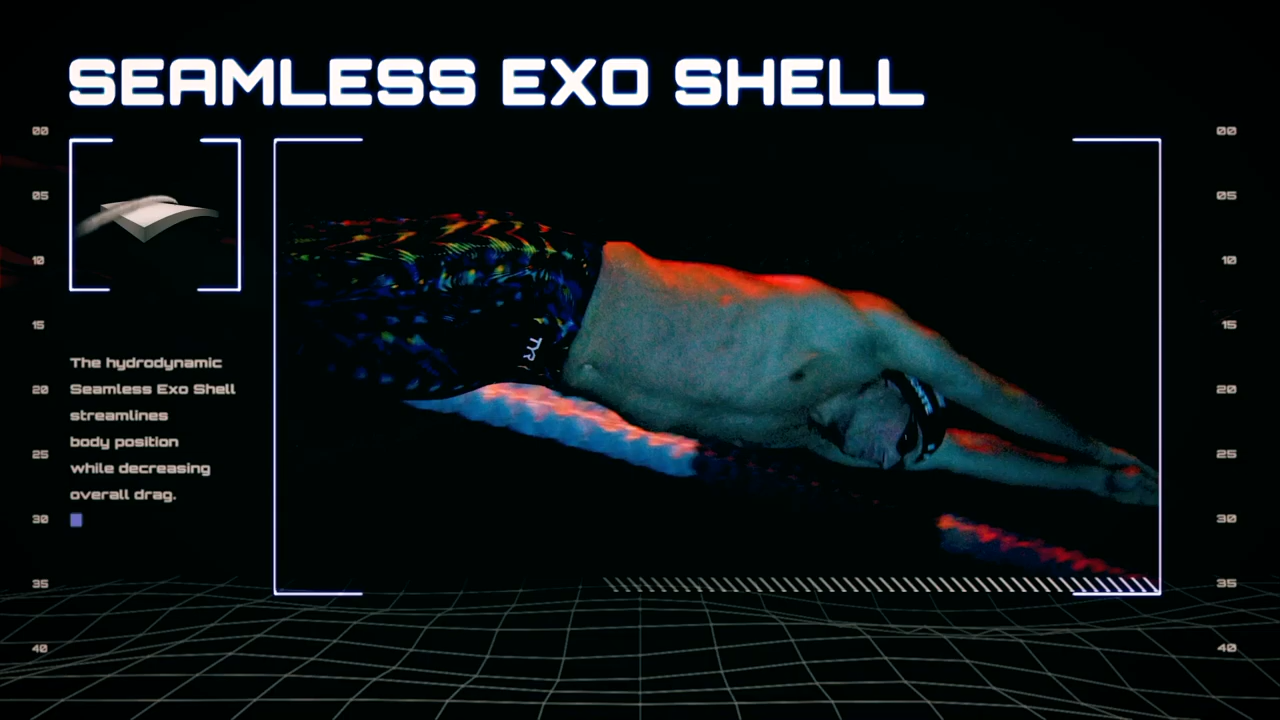 SEAMLESS EXO SHELL
00
05
10
15
20
25
30
35
40
The hydrodynamic
Seamless Exo Shell
streamlines
body position
while decreasing
overall drag.
TYR
00
05
10
15
20
25
30
35
40